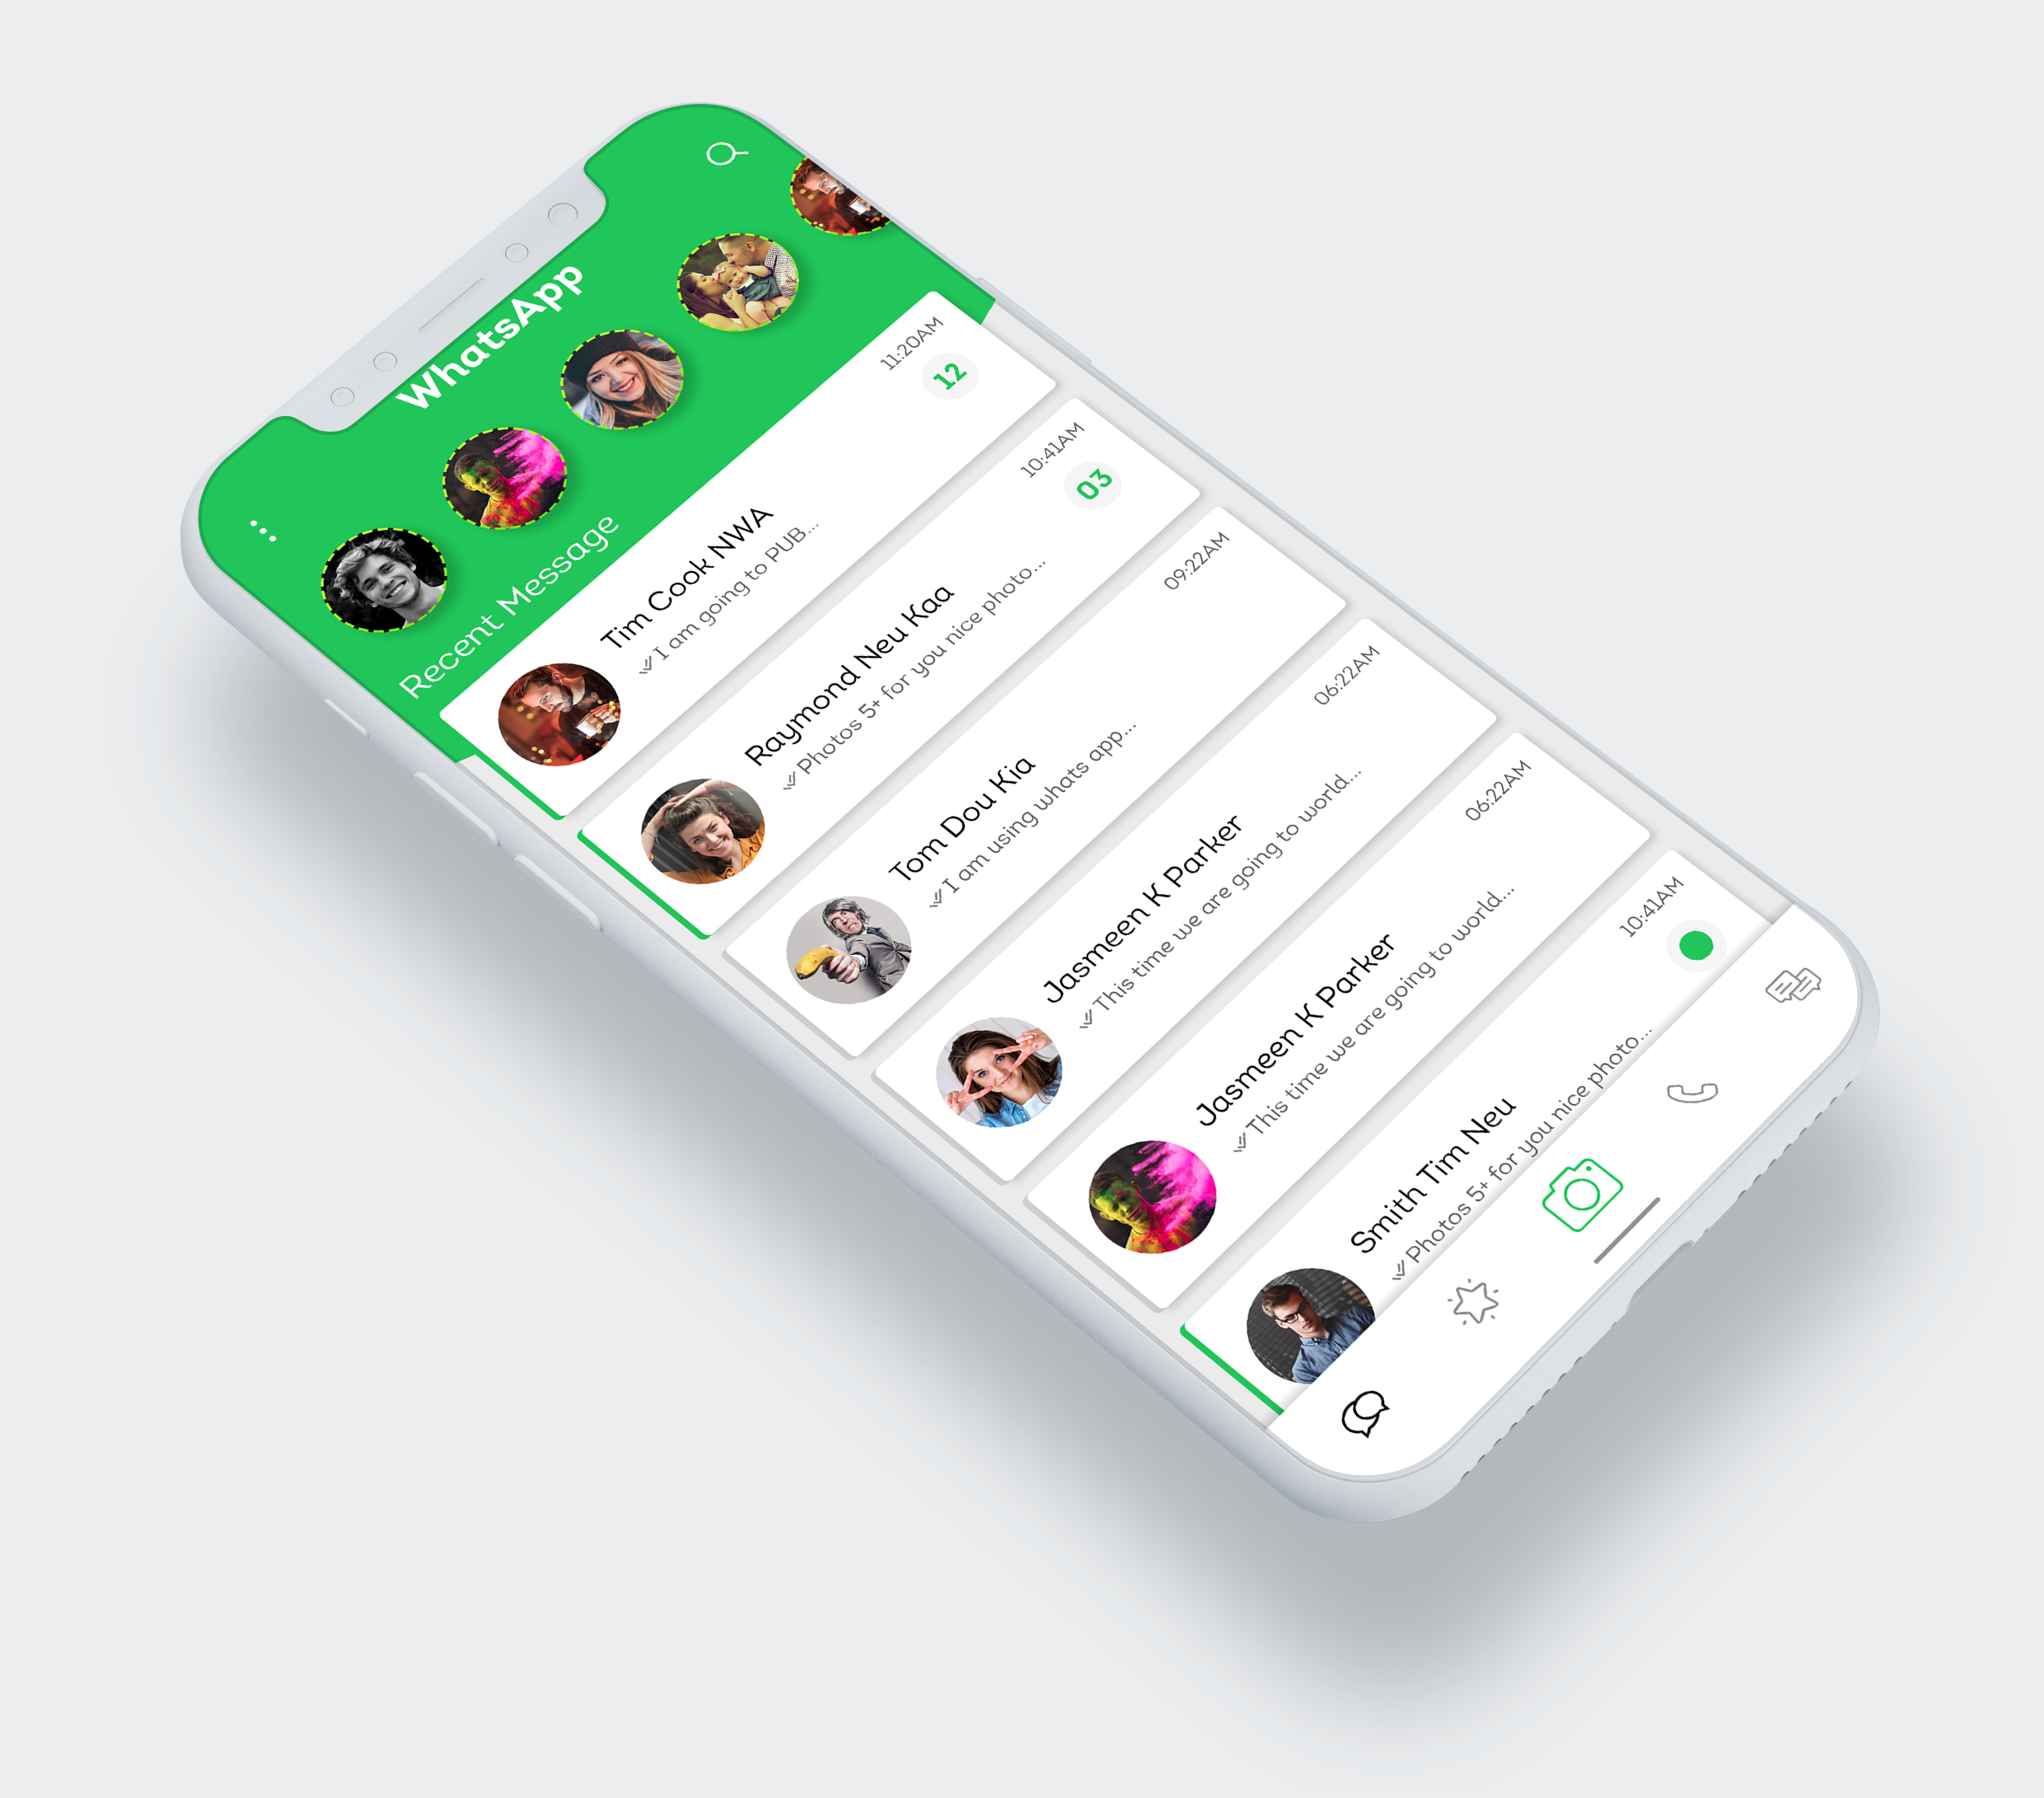 WhatsApp
Recent Message
Tim Cook NWA
11:20AM
I am going to PUB...
12
Raymond Neu Kaa
10:41AM
Photos 5+ for you nice photo...
03
Tom Dou Kia
09:22AM
I am using whats app...
Jasmeen K Parker
06:22AM
This time we are going to world...
Jasmeen K Parker
06:22AM
This time we are going to world...
Smith Tim Neu
10:41AM
Photos 5+ for you nice photo...